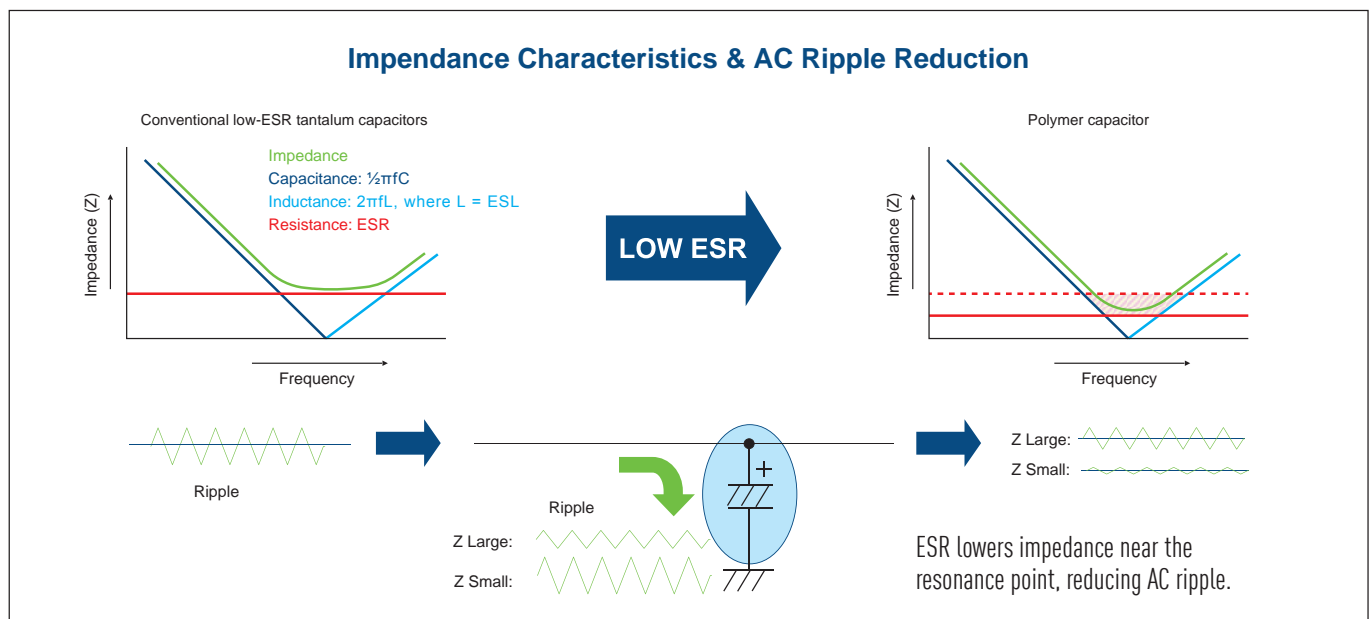 Impendance Characteristics & AC Ripple Reduction
Conventional low-ESR tantalum capacitors
Impedance
Capacitance: ½πfC
Inductance: 2πfL, where L = ESL
Resistance: ESR
Impedance (Z)
Frequency
LOW ESR
Polymer capacitor
Impedance (Z)
Frequency
Ripple
Ripple
Z Large:
Z Small:
+
Z Large:
Z Small:
ESR lowers impedance near the
resonance point, reducing AC ripple.